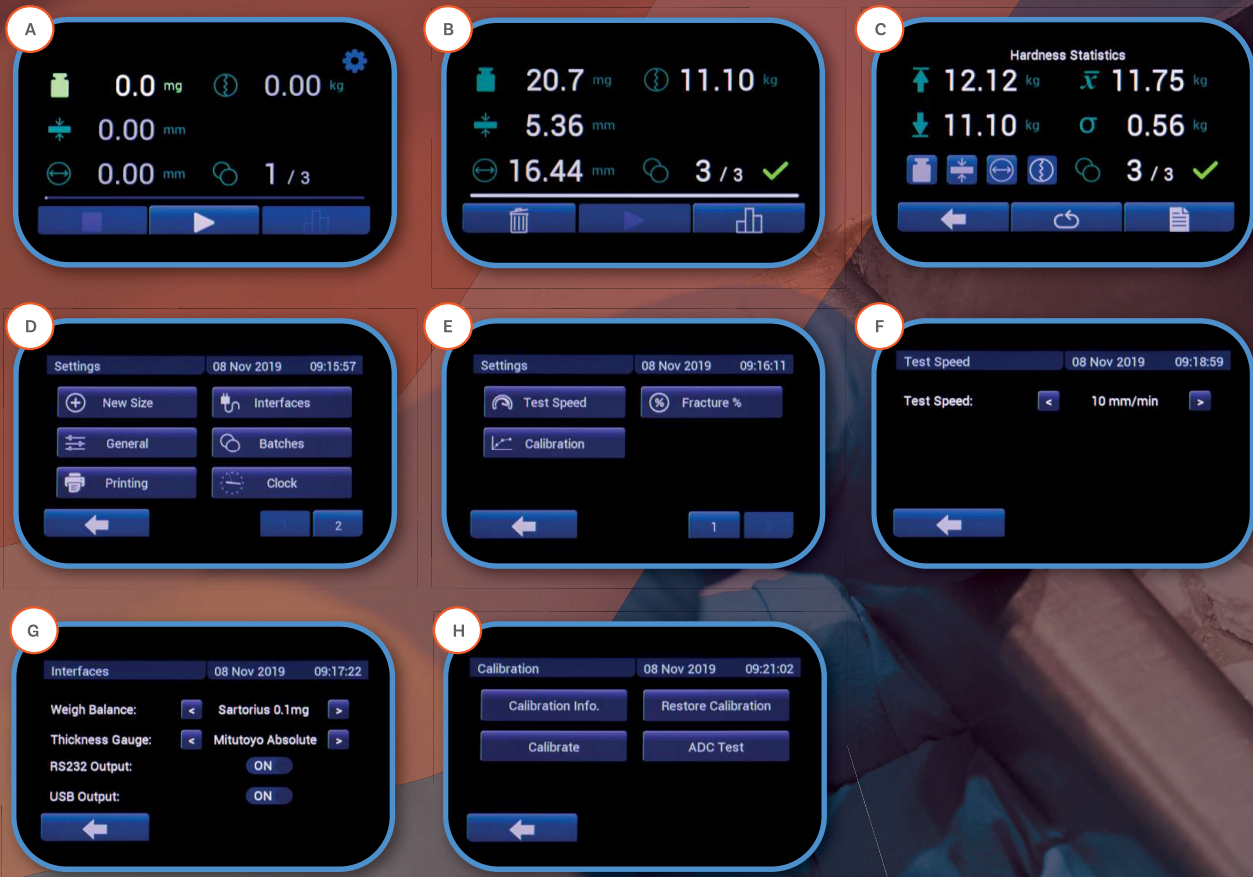 A
0.0 mg 0.00 kg
0.00 mm
0.00 mm 1 / 3
B
20.7 mg 11.10 kg
5.36 mm
16.44 mm 3 / 3
C
Hardness Statistics
12.12 kg x̅ 11.75 kg
11.10 kg σ 0.56 kg
3 / 3
D
Settings 08 Nov 2019 09:15:57
New Size Interfaces
General Batches
Printing Clock
1 2
E
Settings 08 Nov 2019 09:16:11
Test Speed % Fracture %
Calibration
1 2
F
Test Speed 08 Nov 2019 09:18:59
Test Speed: < 10 mm/min >
G
Interfaces 08 Nov 2019 09:17:22
Weigh Balance: < Sartorius 0.1mg >
Thickness Gauge: < Mitutoyo Absolute >
RS232 Output: ON
USB Output: ON
H
Calibration 08 Nov 2019 09:21:02
Calibration Info. Restore Calibration
Calibrate ADC Test